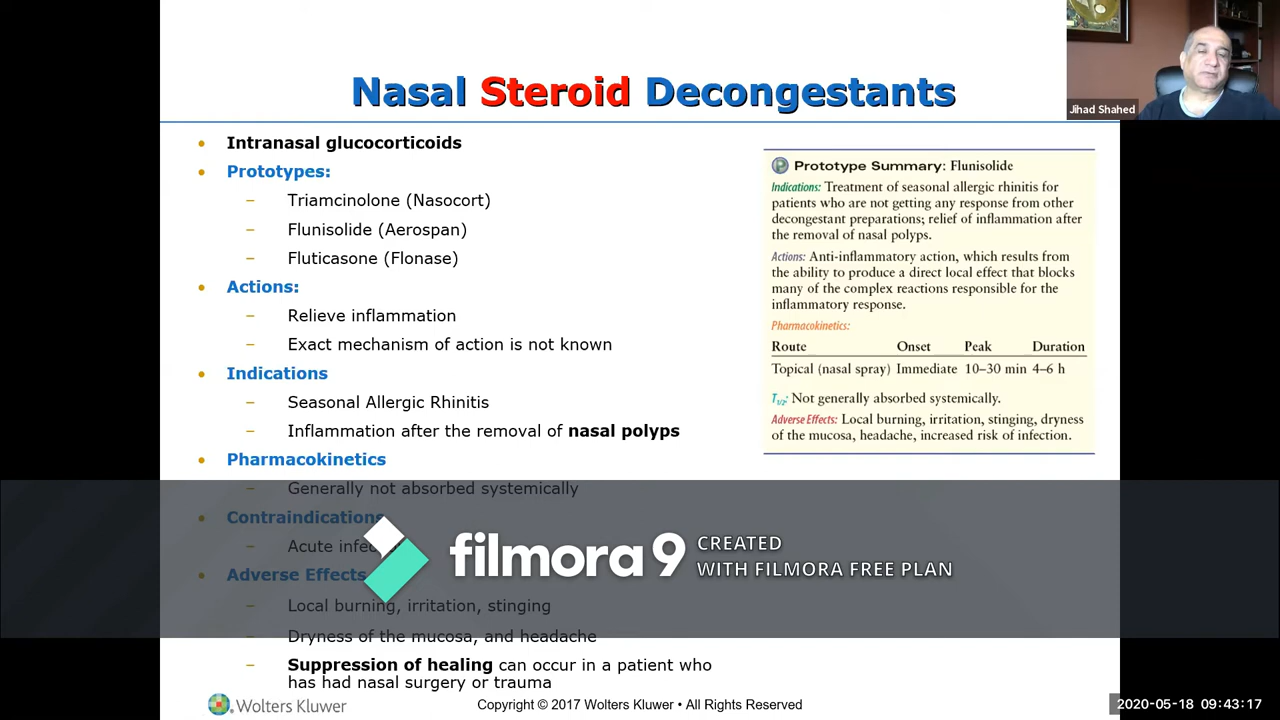 Nasal Steroid Decongestants
Jihad Shahed
• Intranasal glucocorticoids
• Prototypes:
– Triamcinolone (Nasocort)
– Flunisolide (Aerospan)
– Fluticasone (Flonase)
• Actions:
– Relieve inflammation
– Exact mechanism of action is not known
• Indications
– Seasonal Allergic Rhinitis
– Inflammation after the removal of nasal polyps
• Pharmacokinetics
– Generally not absorbed systemically
• Contraindications
– Acute
• Adverse Effects
– Local burning, irritation, stinging
– Dryness of the mucosa, and headache
– Suppression of healing can occur in a patient who
has had nasal surgery or trauma
P Prototype Summary: Flunisolide
Indications: Treatment of seasonal allergic rhinitis for
patients who are not getting any response from other
decongestant preparations; relief of inflammation after
the removal of nasal polyps.
Actions: Anti-inflammatory action, which results from
the ability to produce a direct local effect that blocks
many of the complex reactions responsible for the
inflammatory response.
Pharmacokinetics:
Route Onset Peak Duration
Topical (nasal spray) Immediate 10–30 min 4–6 h
T1/2: Not generally absorbed systemically.
Adverse Effects: Local burning, irritation, stinging, dryness
of the mucosa, headache, increased risk of infection.
filmora9
CREATED
WITH FILMORA FREE PLAN
Wolters Kluwer
Copyright © 2017 Wolters Kluwer • All Rights Reserved
2020-05-18 09:43:17